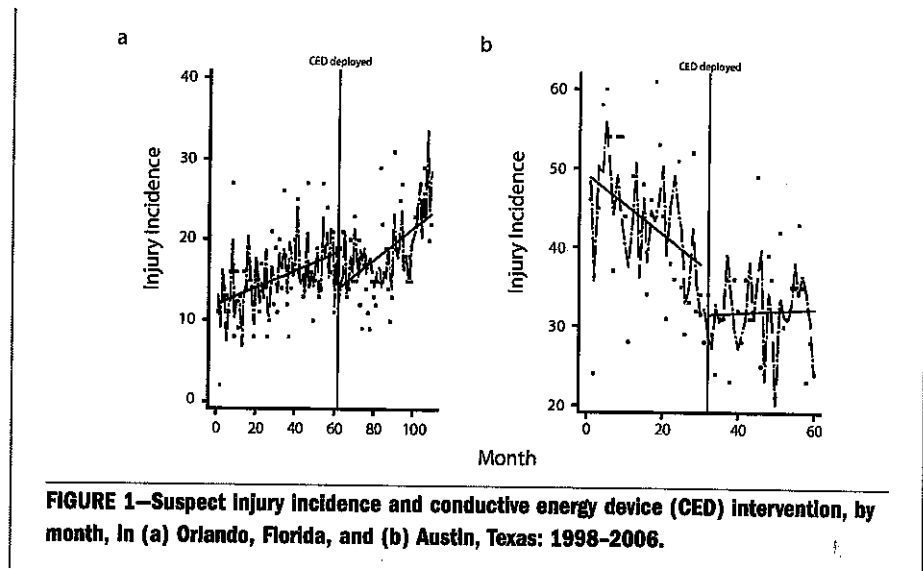 a
b
CED deployed
CED deployed
40
30
20
10
0
Injury Incidence
0 20 40 60 80 100
60
50
40
30
20
Injury Incidence
0 20 40 60
Month
FIGURE 1—Suspect injury incidence and conductive energy device (CED) intervention, by
month, in (a) Orlando, Florida, and (b) Austin, Texas: 1998–2006.